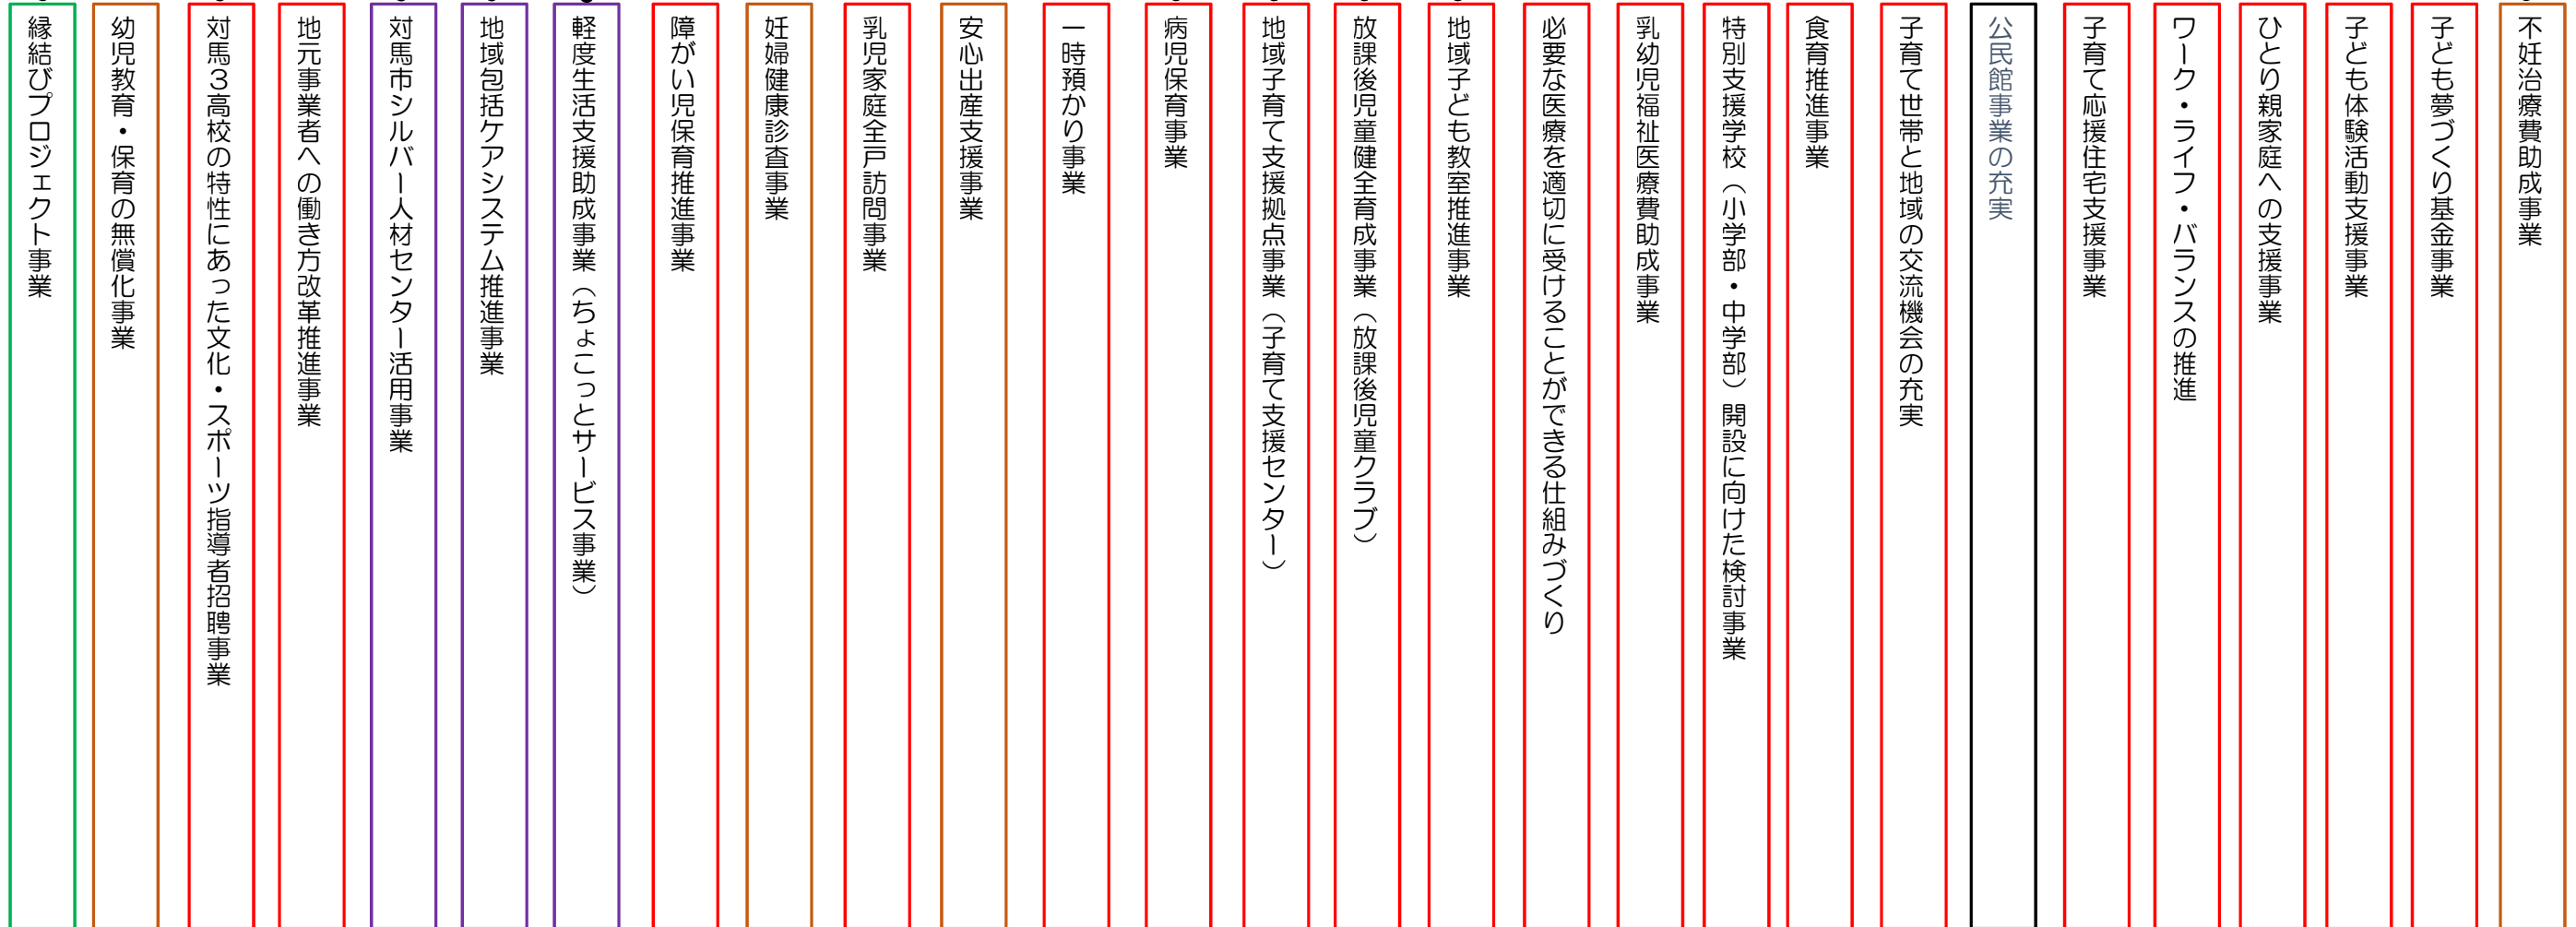 不妊治療費助成事業
子ども夢づくり基金事業
子ども体験活動支援事業
ひとり親家庭への支援事業
ワーク・ライフ・バランスの推進
子育て応援住宅支援事業
公民館事業の充実
子育て世帯と地域の交流機会の充実
食育推進事業
特別支援学校（小学部・中学部）開設に向けた検討事業
乳幼児福祉医療費助成事業
必要な医療を適切に受けることができる仕組みづくり
地域子ども教室推進事業
放課後児童健全育成事業（放課後児童クラブ）
地域子育て支援拠点事業（子育て支援センター）
病児保育事業
一時預かり事業
安心出産支援事業
乳児家庭全戸訪問事業
妊婦健康診査事業
障がい児保育推進事業
軽度生活支援助成事業（ちょこっとサービス事業）
地域包括ケアシステム推進事業
対馬市シルバー人材センター活用事業
地元事業者への働き方改革推進事業
対馬３高校の特性にあった文化・スポーツ指導者招聘事業
幼児教育・保育の無償化事業
縁結びプロジェクト事業